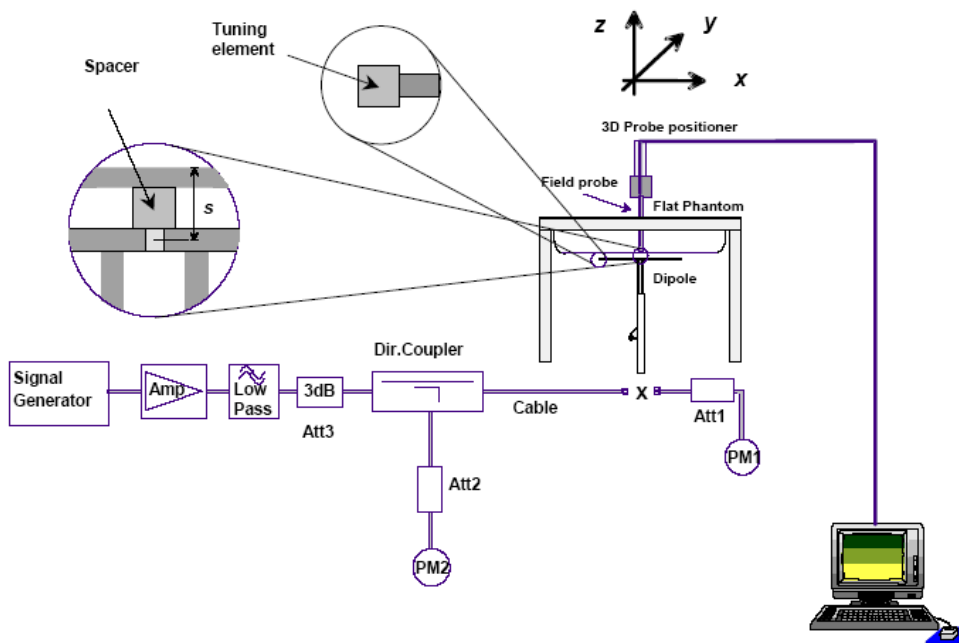 Tuning
element
Spacer
s
z
y
x
3D Probe positioner
Field probe
Flat Phantom
Dipole
Signal
Generator
Amp
Low
Pass
3dB
Att3
Dir.Coupler
Cable
X
Att1
PM1
Att2
PM2